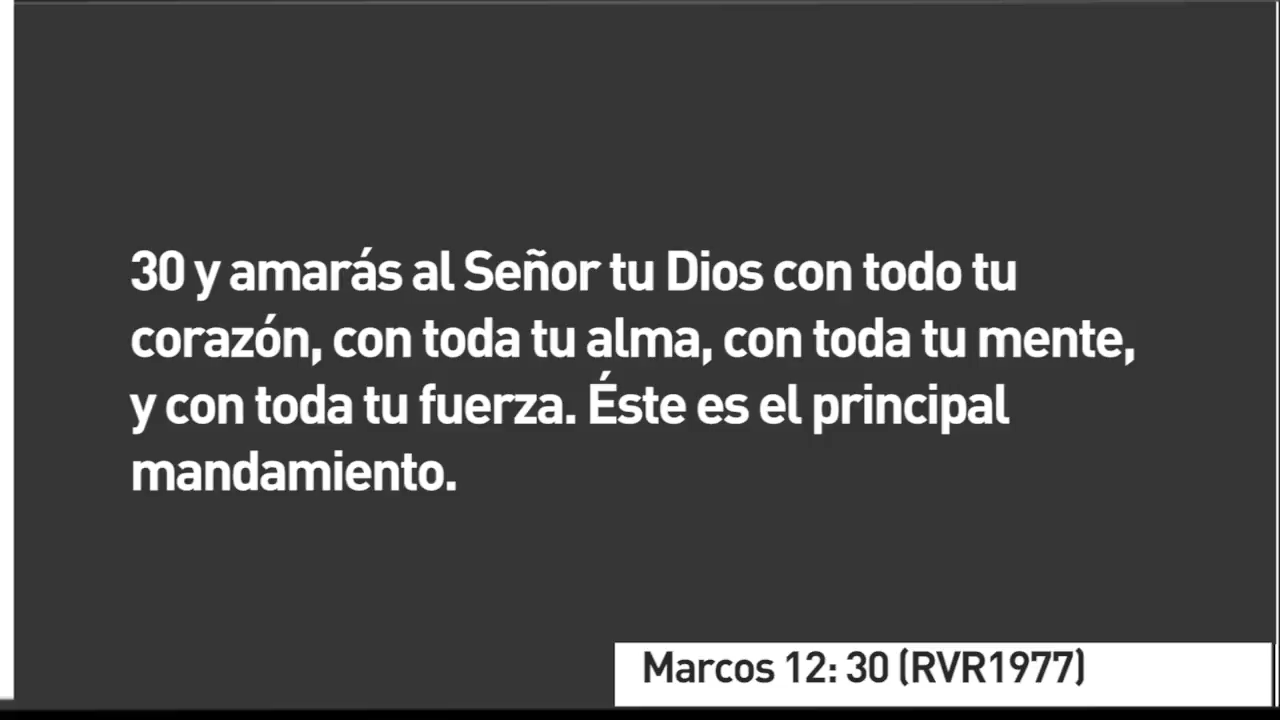 30 y amarás al Señor tu Dios con todo tu
corazón, con toda tu alma, con toda tu mente,
y con toda tu fuerza. Éste es el principal
mandamiento.
Marcos 12: 30 (RVR1977)